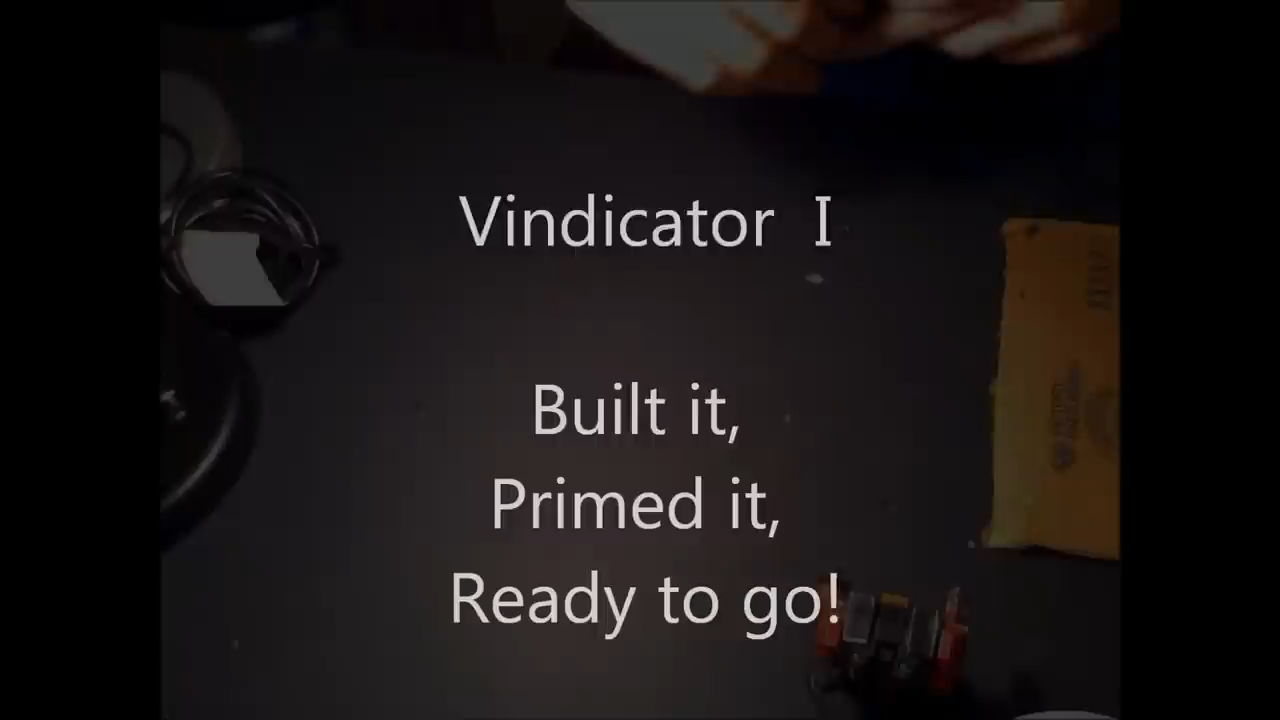 Vindicator I
Built it,
Primed it,
Ready to go!